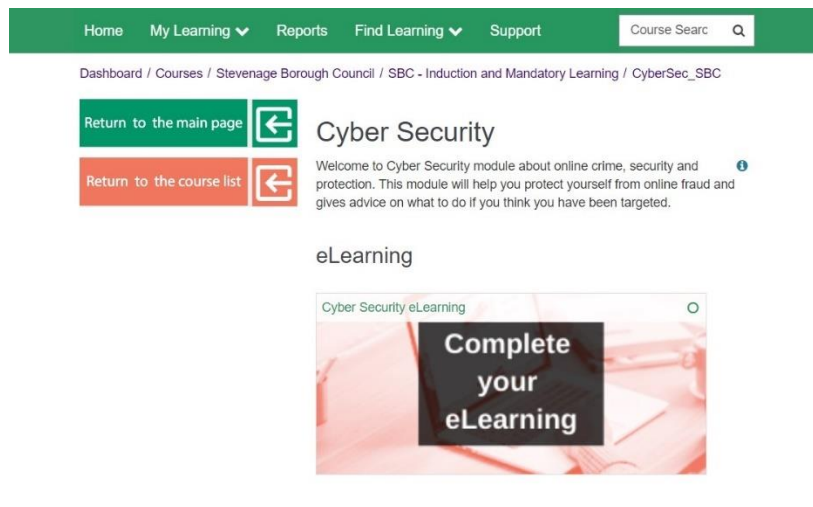 Home My Learning Reports Find Learning Support Course Searc
Dashboard / Courses / Stevenage Borough Council / SBC - Induction and Mandatory Learning / CyberSec_SBC
Return to the main page
Return to the course list
Cyber Security
Welcome to Cyber Security module about online crime, security and
protection. This module will help you protect yourself from online fraud and
gives advice on what to do if you think you have been targeted.
eLearning
Cyber Security eLearning
Complete
your
eLearning